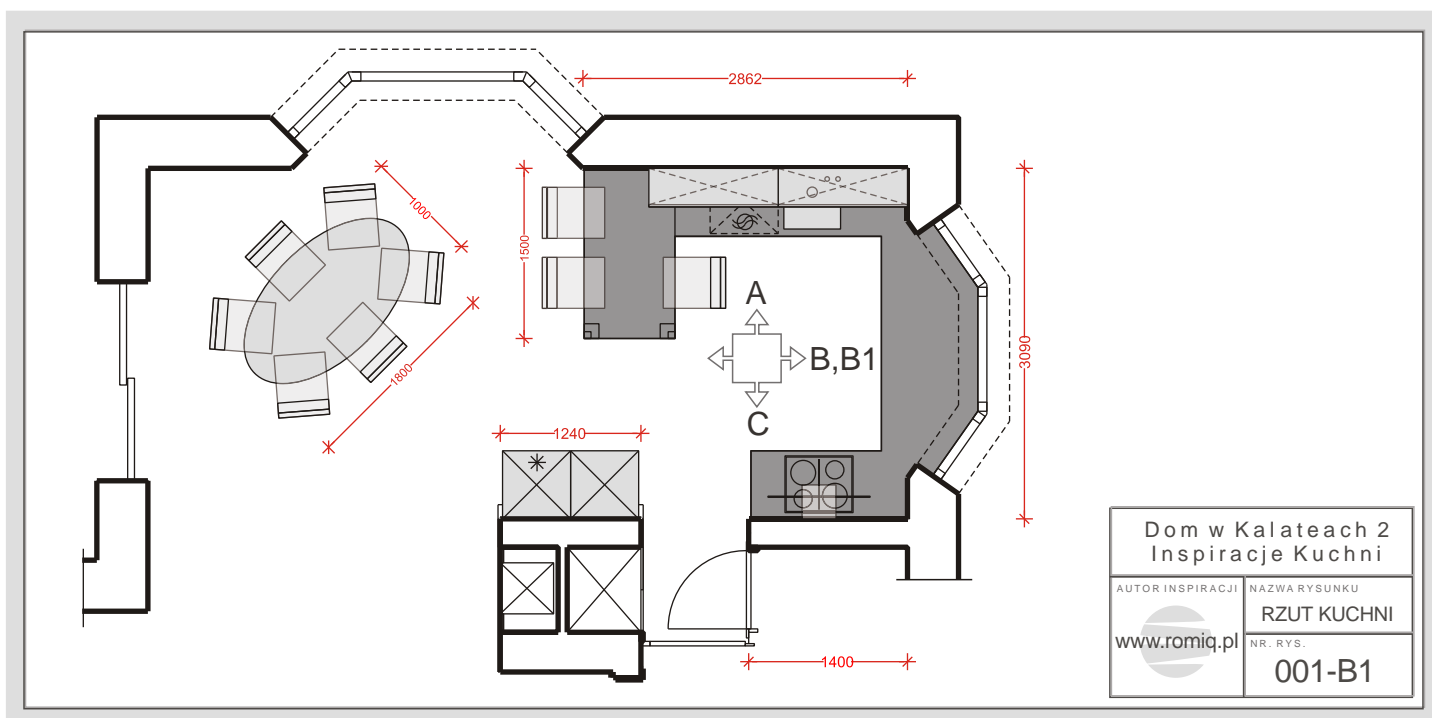 2862
1000
1500
A
B,B1
3090
1800
C
1240
1400
Dom w Kalateach 2
Inspiracje Kuchni
AUTOR INSPIRACJI
www.romiq.pl
NAZWA RYSUNKU
RZUT KUCHNI
NR. RYS.
001-B1